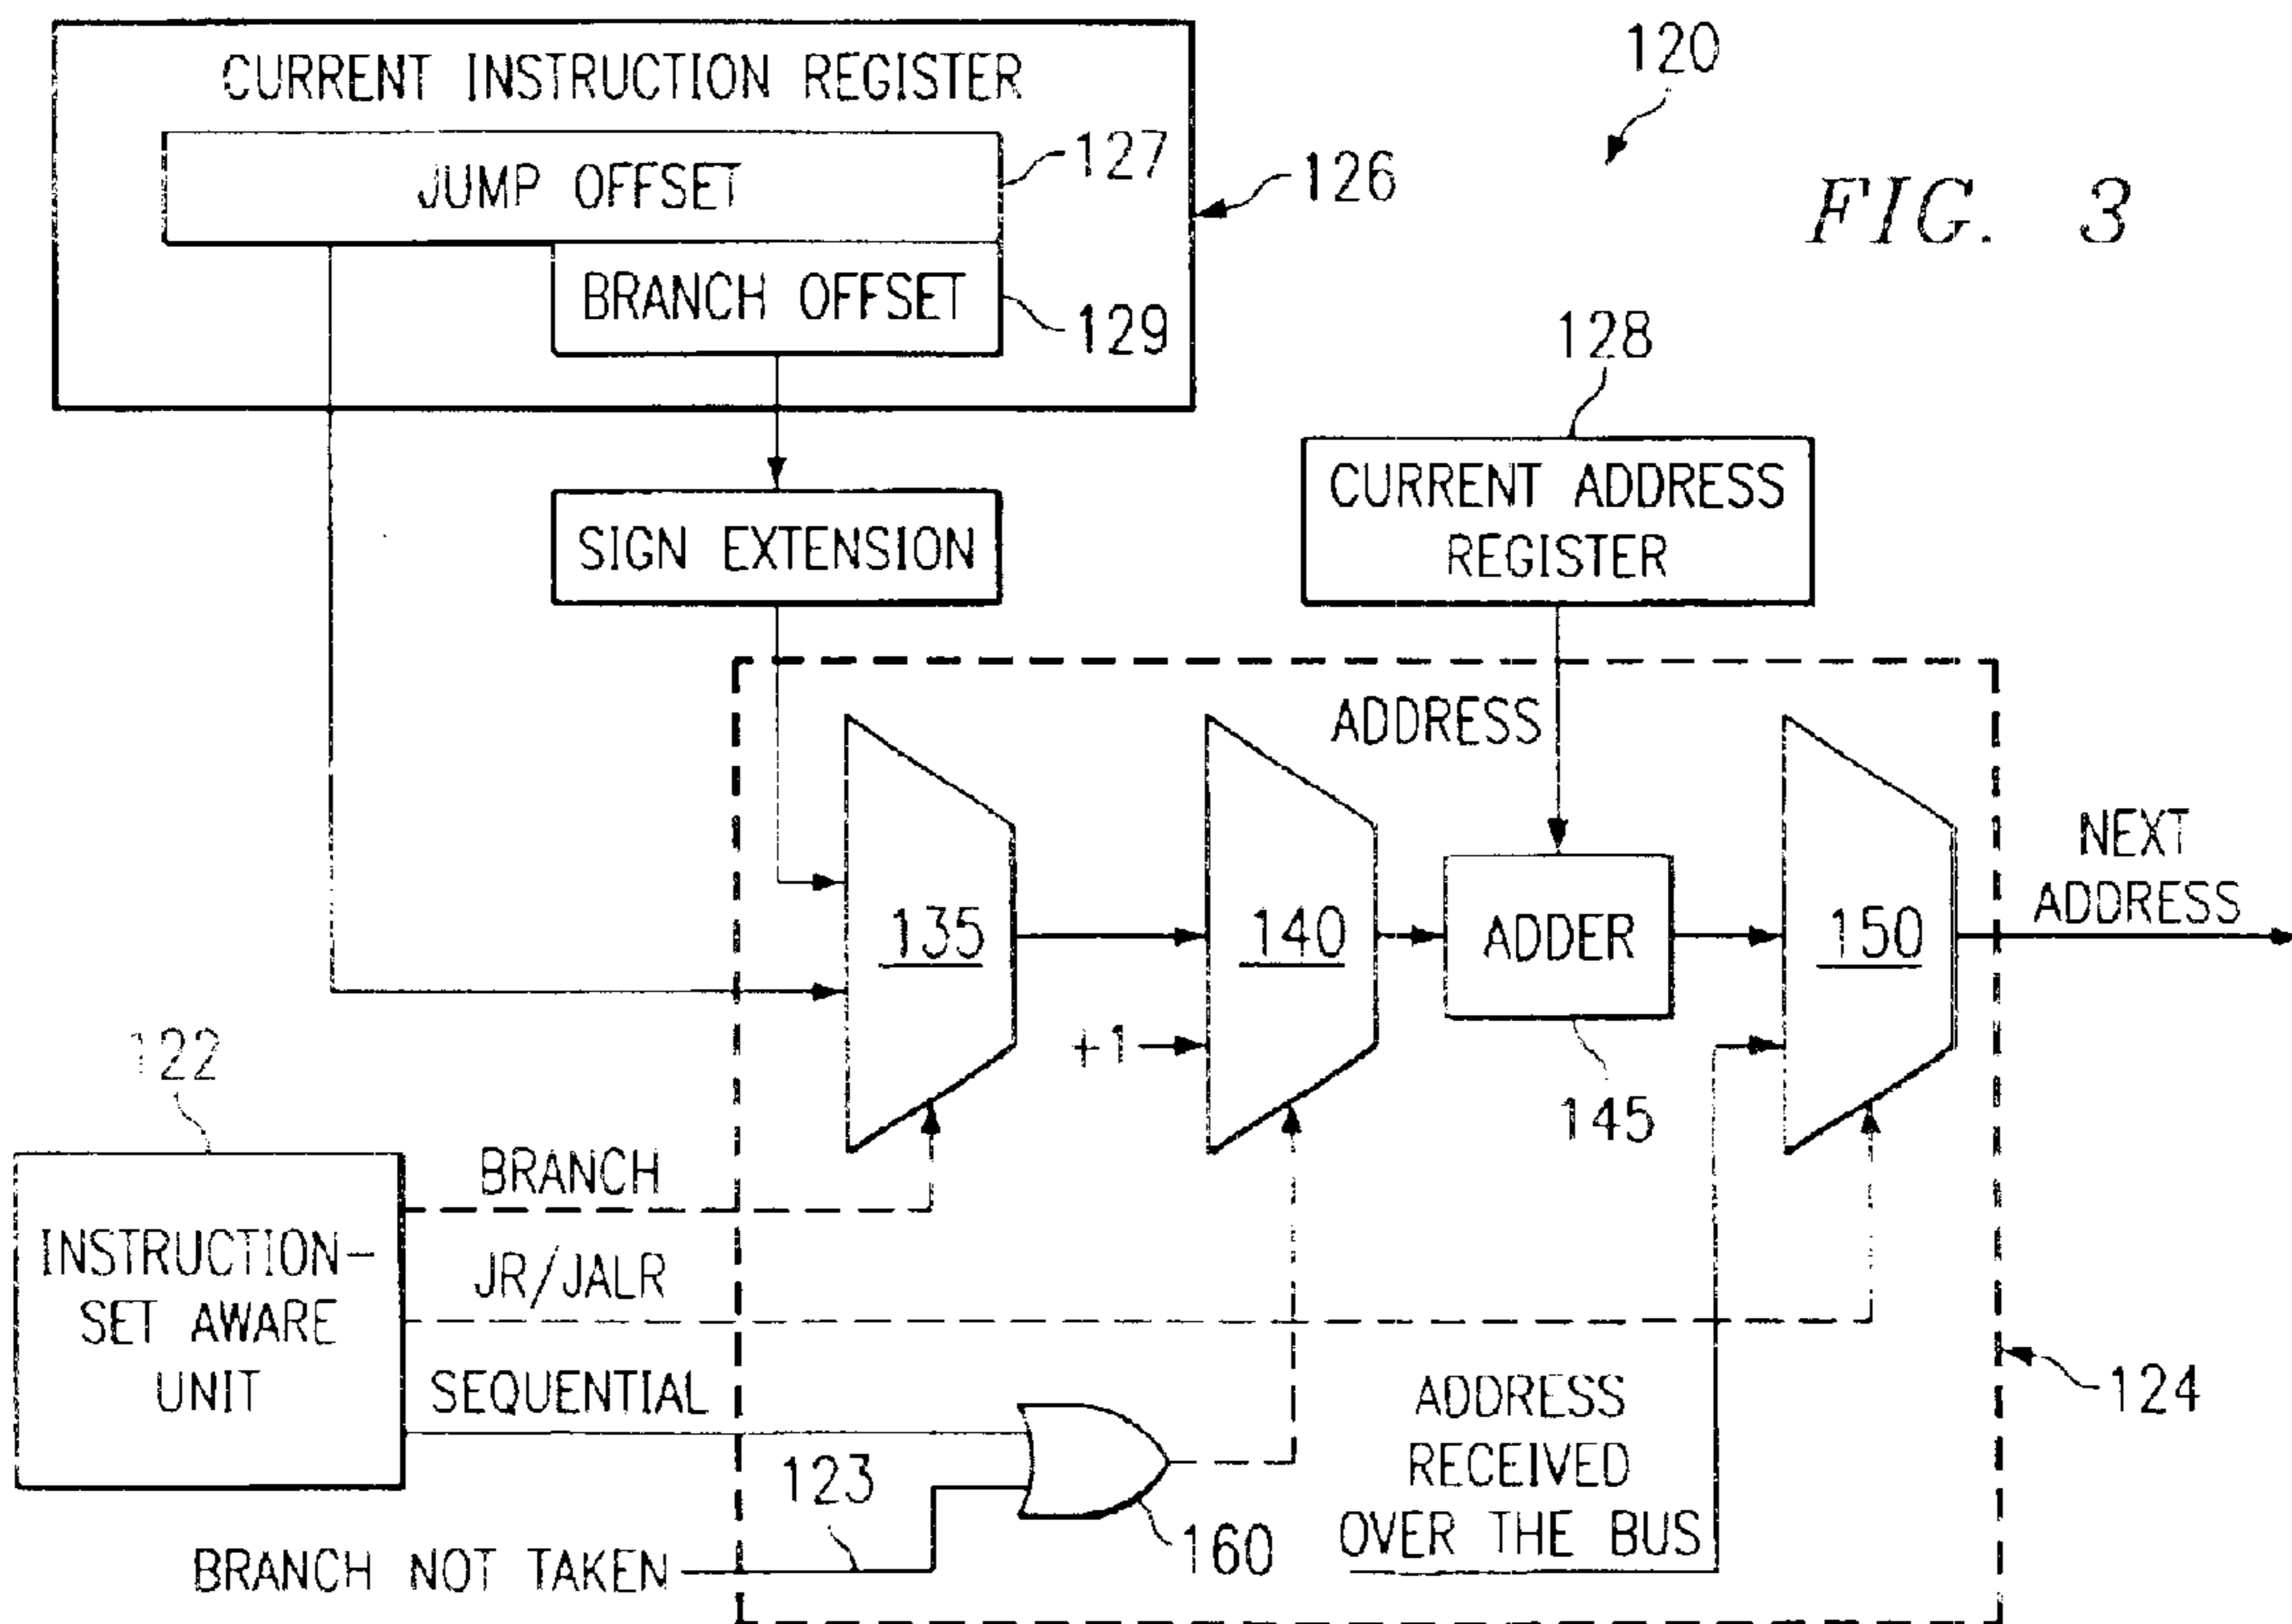 120
CURRENT INSTRUCTION REGISTER
FIG. 3
JUMP OFFSET
127
126
BRANCH OFFSET
129
128
SIGN EXTENSION
CURRENT ADDRESS
REGISTER
ADDRESS
NEXT
ADDRESS
135
140
ADDER
150
+1
145
122
BRANCH
INSTRUCTION-
SET AWARE
UNIT
JR/JALR
SEQUENTIAL
124
ADDRESS
RECEIVED
OVER THE BUS
123
160
BRANCH NOT TAKEN